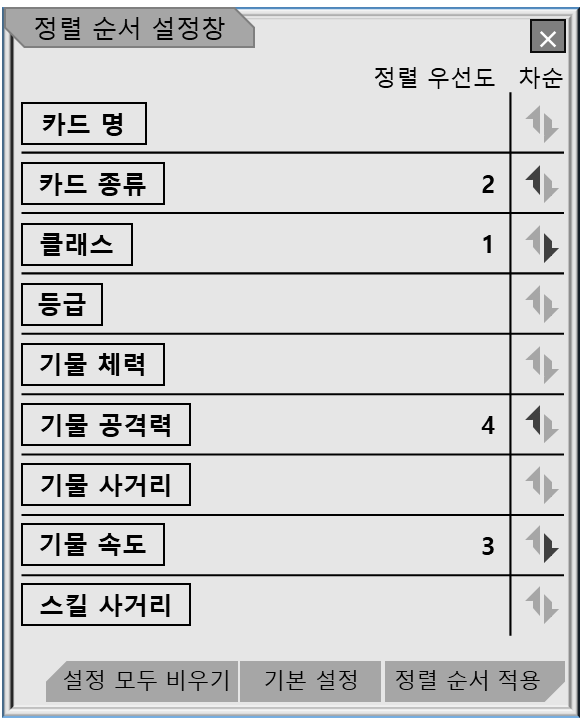 정렬 순서 설정창
정렬 우선도 차순
카드 명
카드 종류 2
클래스 1
등급
기물 체력
기물 공격력 4
기물 사거리
기물 속도 3
스킬 사거리
설정 모두 비우기 기본 설정 정렬 순서 적용